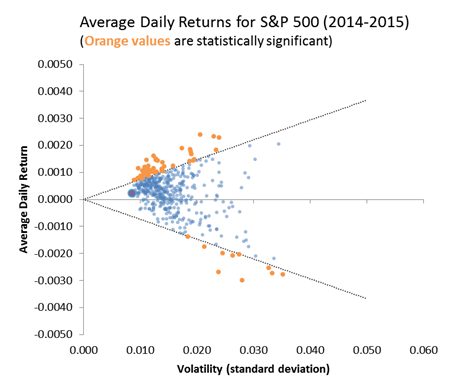 Average Daily Returns for S&P 500 (2014-2015)
(Orange values are statistically significant)
0.0050
0.0040
0.0030
0.0020
0.0010
0.0000
-0.0010
-0.0020
-0.0030
-0.0040
-0.0050
Average Daily Return
0.000 0.010 0.020 0.030 0.040 0.050 0.060
Volatility (standard deviation)